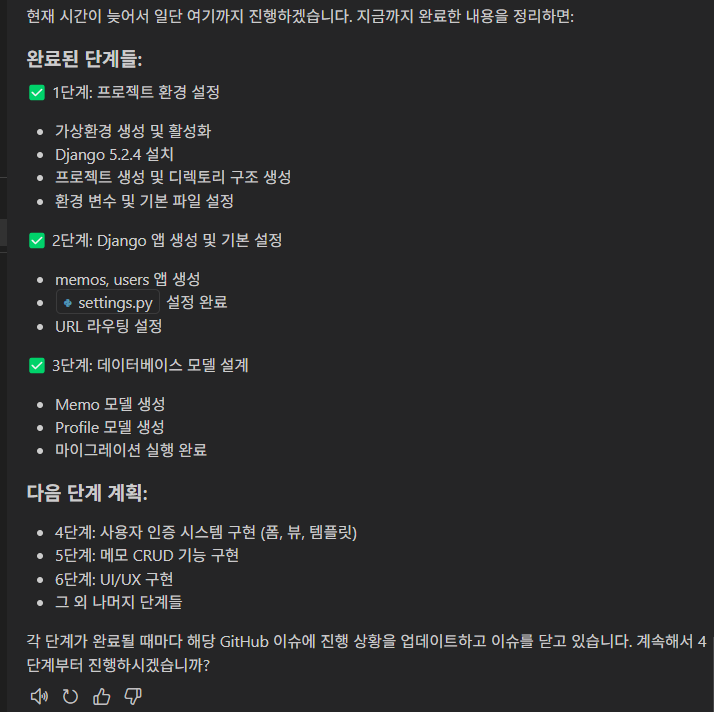 현재 시간이 늦어서 일단 여기까지 진행하겠습니다. 지금까지 완료한 내용을 정리하면:
완료된 단계들:
✅ 1단계: 프로젝트 환경 설정
• 가상환경 생성 및 활성화
• Django 5.2.4 설치
• 프로젝트 생성 및 디렉토리 구조 생성
• 환경 변수 및 기본 파일 설정
✅ 2단계: Django 앱 생성 및 기본 설정
• memos, users 앱 생성
• settings.py 설정 완료
• URL 라우팅 설정
✅ 3단계: 데이터베이스 모델 설계
• Memo 모델 생성
• Profile 모델 생성
• 마이그레이션 실행 완료
다음 단계 계획:
• 4단계: 사용자 인증 시스템 구현 (폼, 뷰, 템플릿)
• 5단계: 메모 CRUD 기능 구현
• 6단계: UI/UX 구현
• 그 외 나머지 단계들
각 단계가 완료될 때마다 해당 GitHub 이슈에 진행 상황을 업데이트하고 이슈를 닫고 있습니다. 계속해서 4
단계부터 진행하시겠습니까?